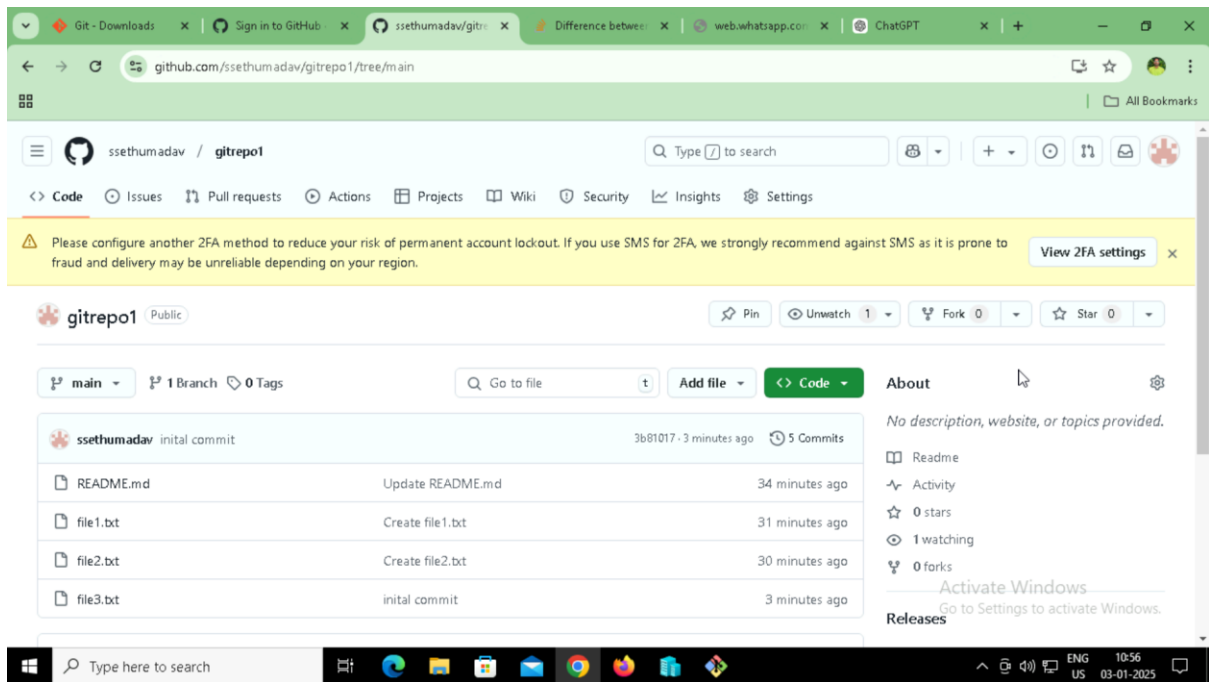 Git - Downloads
Sign in to GitHub
ssethumadav/gitre
Difference betwee
web.whatsapp.con
ChatGPT
github.com/ssethumadav/gitrepo1/tree/main
All Bookmarks
ssethumadav / gitrepo1
Type / to search
Code Issues Pull requests Actions Projects Wiki Security Insights Settings
Please configure another 2FA method to reduce your risk of permanent account lockout. If you use SMS for 2FA, we strongly recommend against SMS as it is prone to
fraud and delivery may be unreliable depending on your region.
View 2FA settings
gitrepo1 Public
Pin Unwatch 1 Fork 0 Star 0
main 1 Branch 0 Tags
Go to file t
Add file
Code
ssethumadav inital commit 3b81017 · 3 minutes ago 5 Commits
README.md Update README.md 34 minutes ago
file1.txt Create file1.txt 31 minutes ago
file2.txt Create file2.txt 30 minutes ago
file3.txt inital commit 3 minutes ago
About
No description, website, or topics provided.
Readme
Activity
0 stars
1 watching
0 forks
Releases
Activate Windows
Go to Settings to activate Windows.
Type here to search
ENG
US
10:56
03-01-2025